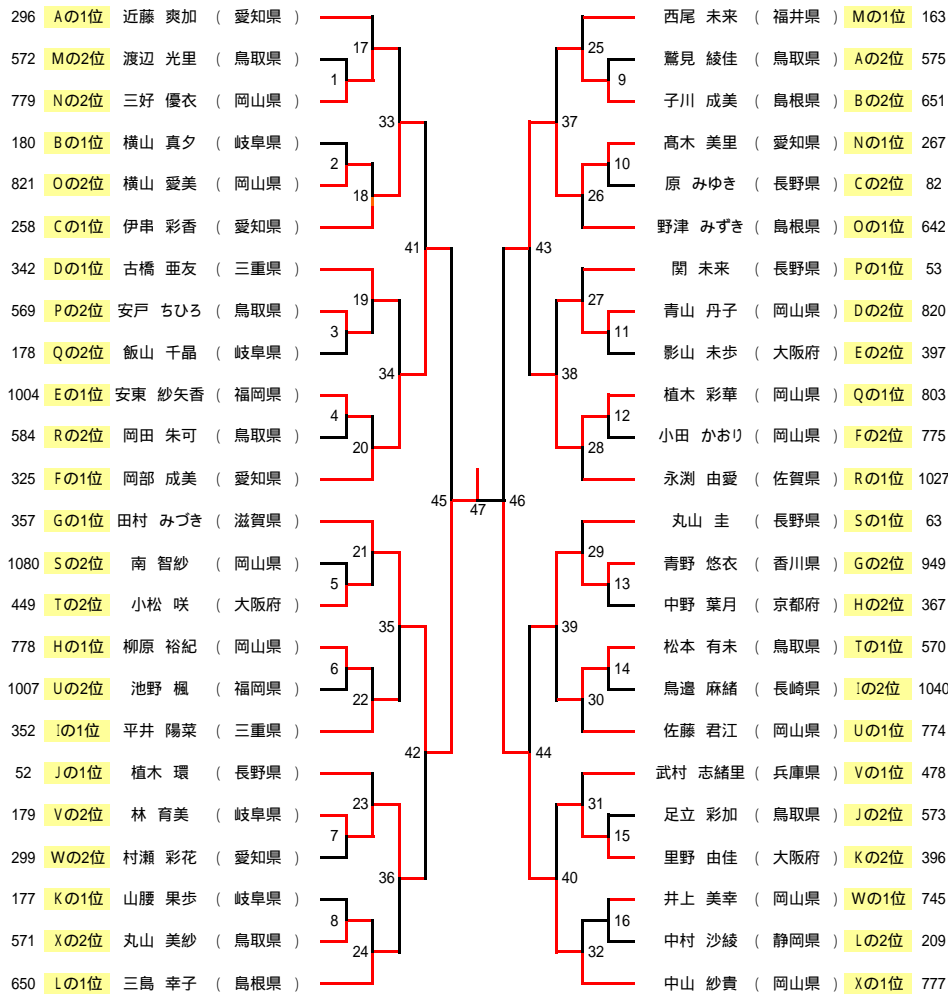 296 Aの1位 近藤 爽加 ( 愛知県 )
572 Mの2位 渡辺 光里 ( 鳥取県 )
779 Nの2位 三好 優衣 ( 岡山県 )
180 Bの1位 横山 真夕 ( 岐阜県 )
821 Oの2位 横山 愛美 ( 岡山県 )
258 Cの1位 伊串 彩香 ( 愛知県 )
342 Dの1位 古橋 亜友 ( 三重県 )
569 Pの2位 安戸 ちひろ ( 鳥取県 )
178 Qの2位 飯山 千晶 ( 岐阜県 )
1004 Eの1位 安東 紗矢香 ( 福岡県 )
584 Rの2位 岡田 朱可 ( 鳥取県 )
325 Fの1位 岡部 成美 ( 愛知県 )
357 Gの1位 田村 みづき ( 滋賀県 )
1080 Sの2位 南 智紗 ( 岡山県 )
449 Tの2位 小松 咲 ( 大阪府 )
778 Hの1位 柳原 裕紀 ( 岡山県 )
1007 Uの2位 池野 楓 ( 福岡県 )
352 Iの1位 平井 陽菜 ( 三重県 )
52 Jの1位 植木 環 ( 長野県 )
179 Vの2位 林 育美 ( 岐阜県 )
299 Wの2位 村瀬 彩花 ( 愛知県 )
177 Kの1位 山腰 果歩 ( 岐阜県 )
571 Xの2位 丸山 美紗 ( 鳥取県 )
650 Lの1位 三島 幸子 ( 島根県 )
17
1
33
2
18
41
19
3
34
4
20
45
21
5
35
6
22
42
23
7
36
8
24
47
25
9
37
10
26
43
27
11
38
12
28
46
29
13
39
14
30
44
31
15
40
16
32
西尾 未来 ( 福井県 ) Mの1位 163
鷲見 綾佳 ( 鳥取県 ) Aの2位 575
子川 成美 ( 島根県 ) Bの2位 651
髙木 美里 ( 愛知県 ) Nの1位 267
原 みゆき ( 長野県 ) Cの2位 82
野津 みずき ( 島根県 ) Oの1位 642
関 未来 ( 長野県 ) Pの1位 53
青山 丹子 ( 岡山県 ) Dの2位 820
影山 未歩 ( 大阪府 ) Eの2位 397
植木 彩華 ( 岡山県 ) Qの1位 803
小田 かおり ( 岡山県 ) Fの2位 775
永渕 由愛 ( 佐賀県 ) Rの1位 1027
丸山 圭 ( 長野県 ) Sの1位 63
青野 悠衣 ( 香川県 ) Gの2位 949
中野 葉月 ( 京都府 ) Hの2位 367
松本 有未 ( 鳥取県 ) Tの1位 570
鳥邉 麻緒 ( 長崎県 ) Iの2位 1040
佐藤 君江 ( 岡山県 ) Uの1位 774
武村 志緒里 ( 兵庫県 ) Vの1位 478
足立 彩加 ( 鳥取県 ) Jの2位 573
里野 由佳 ( 大阪府 ) Kの2位 396
井上 美幸 ( 岡山県 ) Wの1位 745
中村 沙綾 ( 静岡県 ) Lの2位 209
中山 紗貴 ( 岡山県 ) Xの1位 777